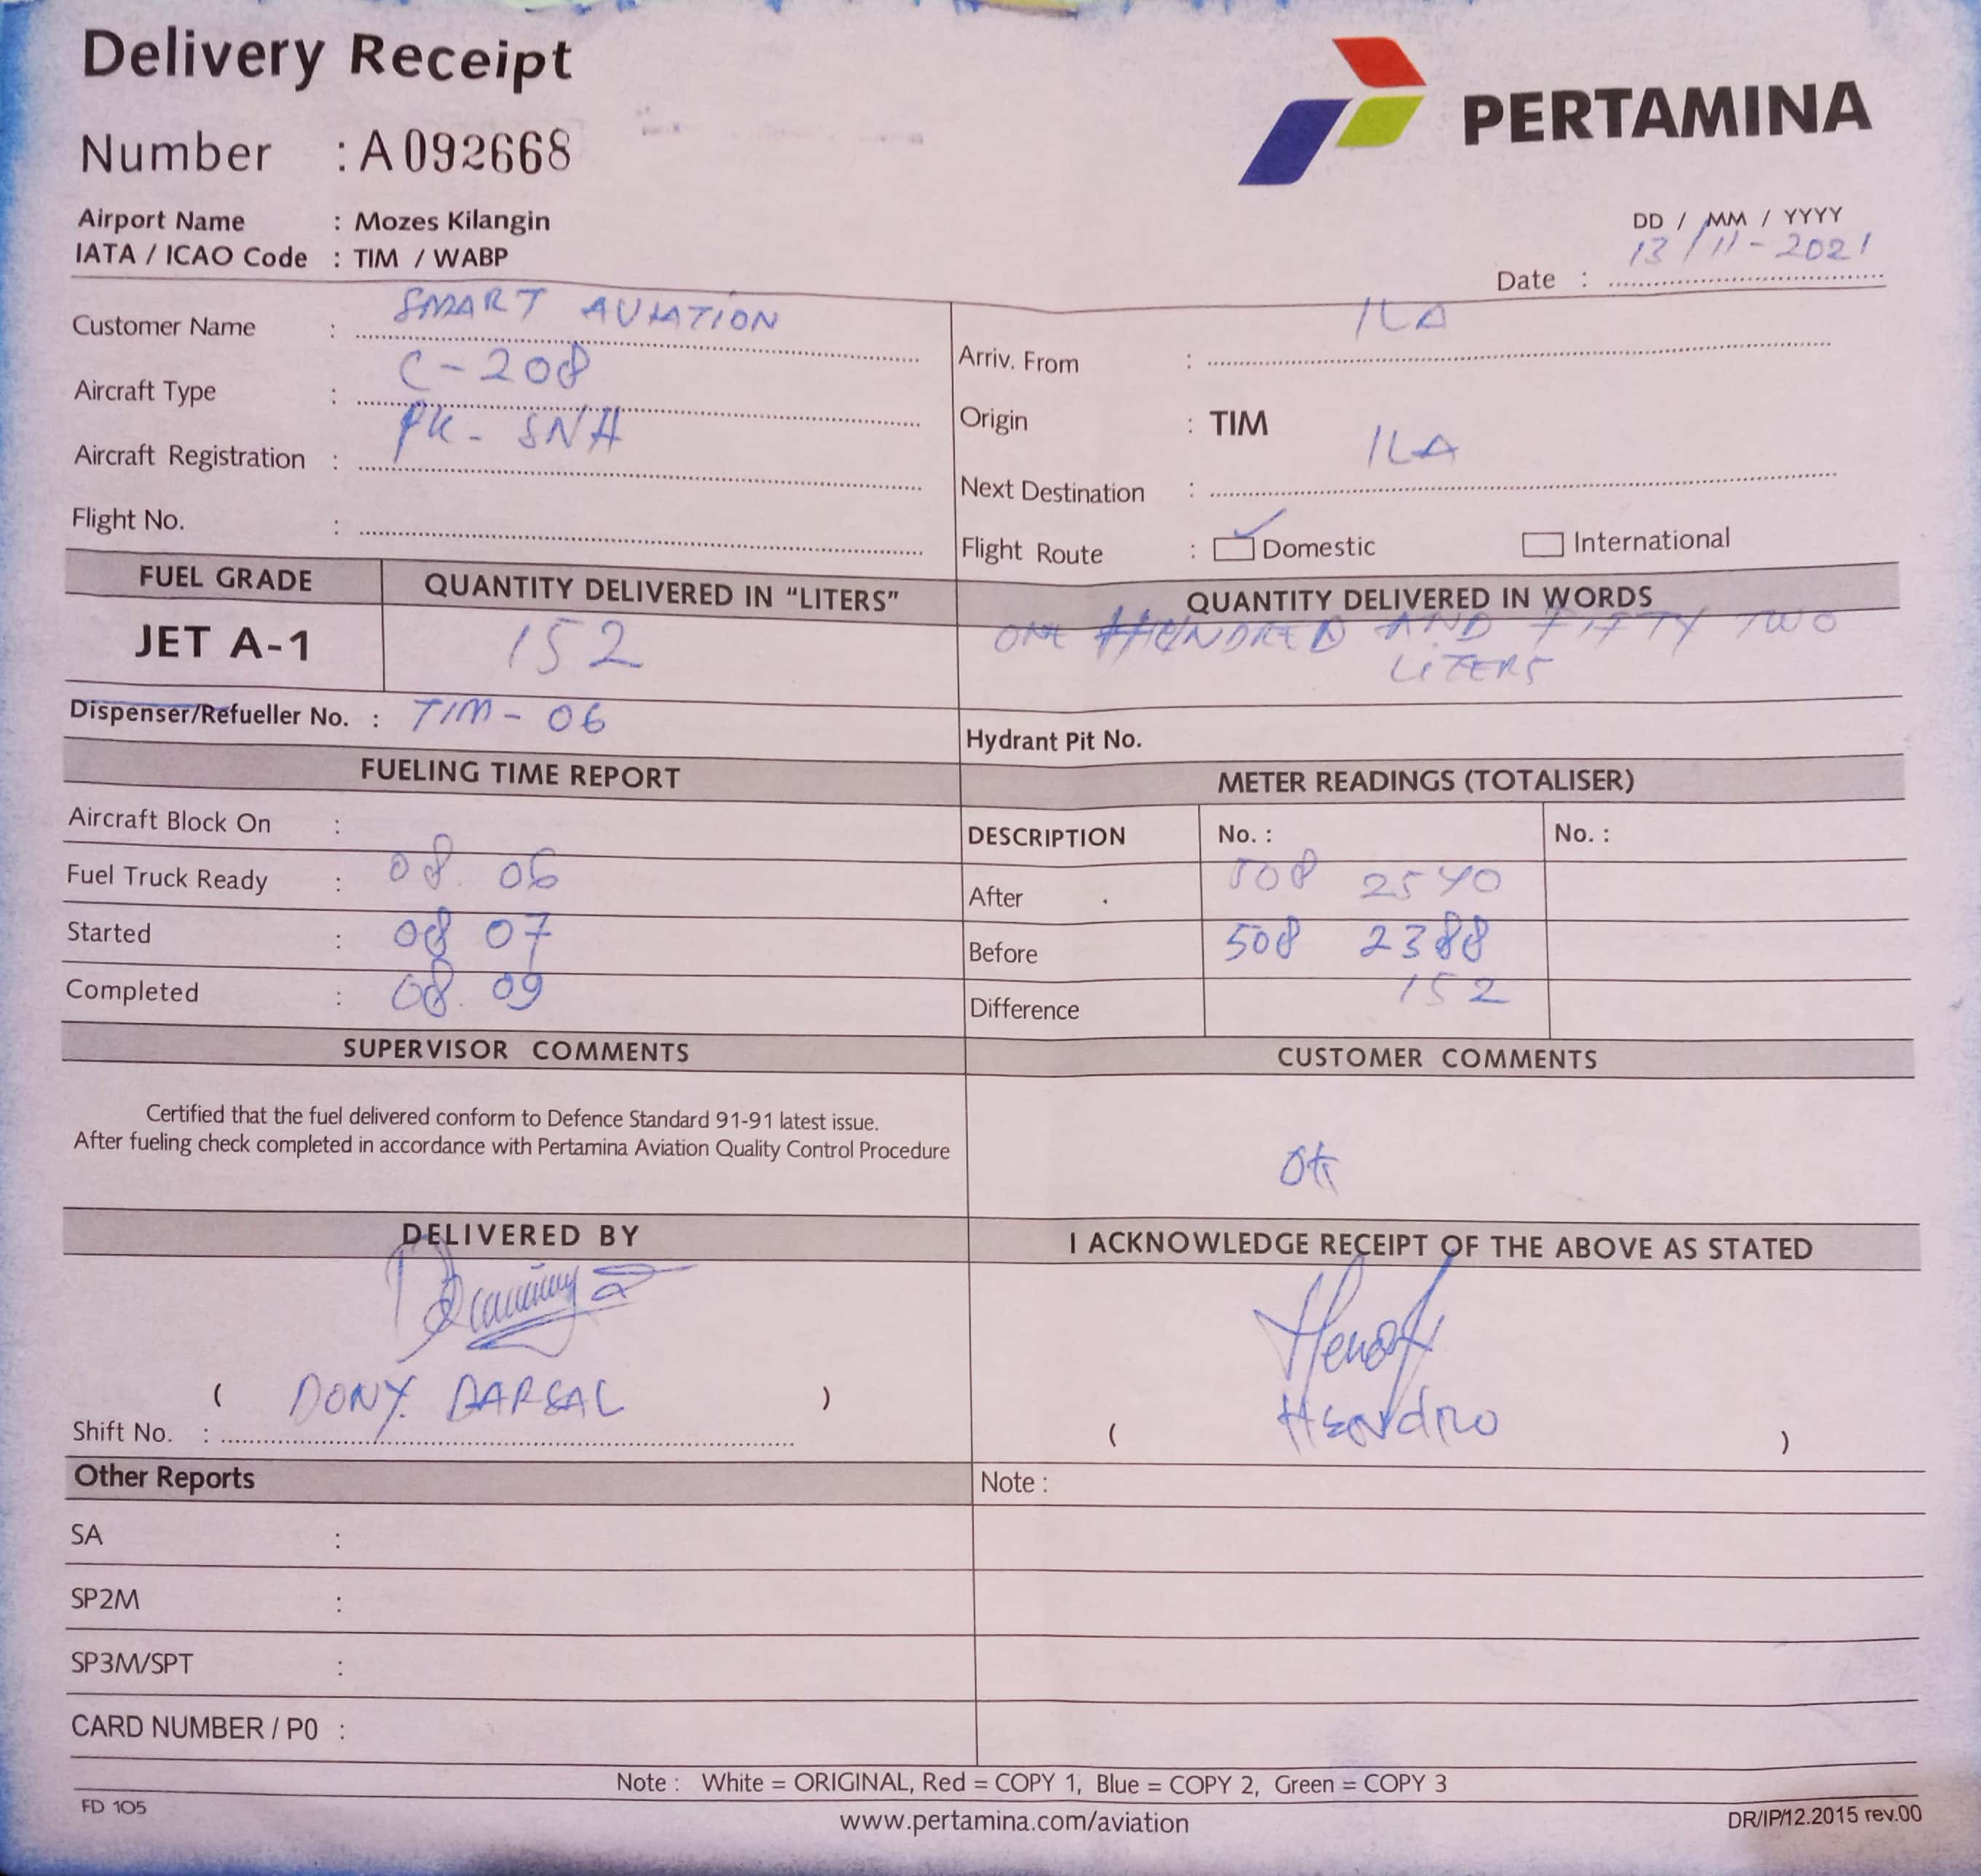 Delivery Receipt
PERTAMINA
Number : A 092668
Airport Name : Mozes Kilangin
IATA / ICAO Code : TIM / WABP
DD / MM / YYYY
Date : 13/11-2021
Customer Name : SMART AVIATION
Aircraft Type : C-208
Aircraft Registration : PK-SNH
Flight No. :
Arriv. From : ILA
Origin : TIM
Next Destination : ILA
Flight Route : Domestic International
FUEL GRADE QUANTITY DELIVERED IN "LITERS" QUANTITY DELIVERED IN WORDS
JET A-1 152 ONE HUNDRED AND FIFTY TWO
LITERS
Dispenser/Refueller No. : TIM-06
Hydrant Pit No.
FUELING TIME REPORT
Aircraft Block On :
Fuel Truck Ready : 08.06
Started : 08 07
Completed : 08.09
METER READINGS (TOTALISER)
DESCRIPTION No. : No. :
After 508 2540
Before 508 2388
Difference 152
SUPERVISOR COMMENTS
Certified that the fuel delivered conform to Defence Standard 91-91 latest issue.
After fueling check completed in accordance with Pertamina Aviation Quality Control Procedure
CUSTOMER COMMENTS
OK
DELIVERED BY
( DONY. )
Shift No. :
I ACKNOWLEDGE RECEIPT OF THE ABOVE AS STATED
( Hendro )
Other Reports
SA :
SP2M :
SP3M/SPT :
CARD NUMBER / P0 :
Note :
Note : White = ORIGINAL, Red = COPY 1, Blue = COPY 2, Green = COPY 3
FD 105
www.pertamina.com/aviation
DR/IP/12.2015 rev.00